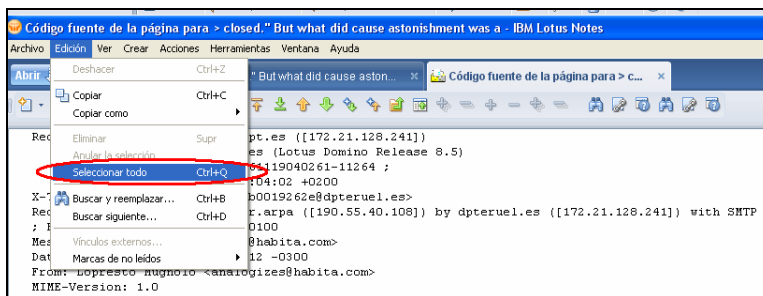 Código fuente de la página para > closed." But what did cause astonishment was a - IBM Lotus Notes
Archivo Edición Ver Crear Acciones Herramientas Ventana Ayuda
Abrir " But what did cause aston... × Código fuente de la página para > c... ×
Deshacer Ctrl+Z
Copiar Ctrl+C
Copiar como
Eliminar Supr
Anular la selección
Seleccionar todo Ctrl+Q
Buscar y reemplazar... Ctrl+B
Buscar siguiente... Ctrl+D
Vínculos externos...
Marcas de no leídos
Rec pt.es ([172.21.128.241])
es (Lotus Domino Release 8.5)
61119040261-11264 ;
:04:02 +0200
X- b0019262e@dpteruel.es>
Rec r.arpa ([190.55.40.108]) by dpteruel.es ([172.21.128.241]) with SMTP
; 0100
Mes @habita.com>
Dat 12 -0300
From: Lopresto Mugnolo <analogizes@habita.com>
MIME-Version: 1.0